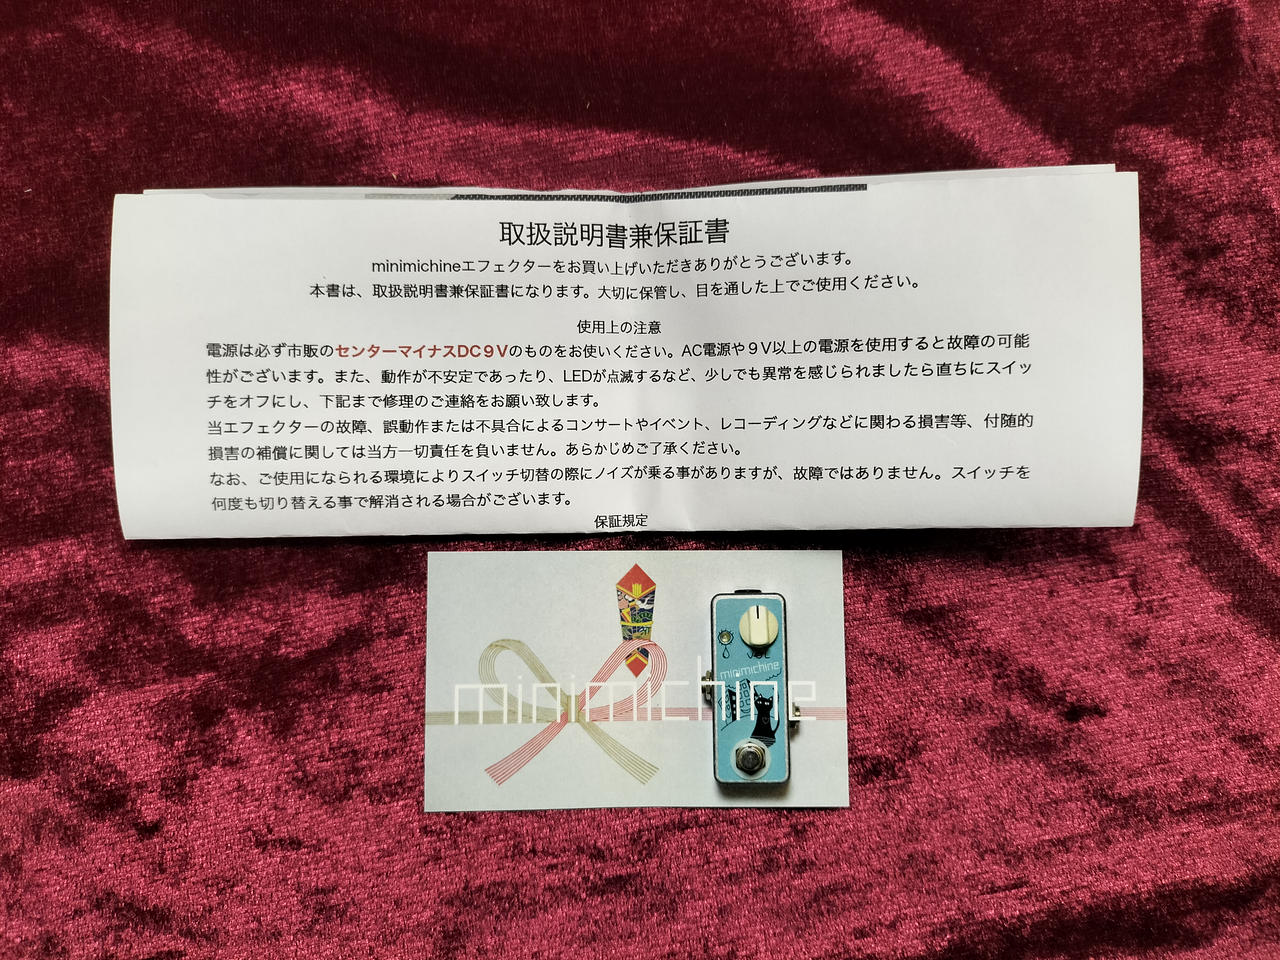 取扱説明書兼保証書
minimichineエフェクターをお買い上げいただきありがとうございます。
本書は、取扱説明書兼保証書になります。大切に保管し、目を通した上でご使用ください。
使用上の注意
電源は必ず市販のセンターマイナスDC９Vのものをお使いください。AC電源や９V以上の電源を使用すると故障の可能
性がございます。また、動作が不安定であったり、LEDが点滅するなど、少しでも異常を感じられましたら直ちにスイッ
チをオフにし、下記まで修理のご連絡をお願い致します。
当エフェクターの故障、誤動作または不具合によるコンサートやイベント、レコーディングなどに関わる損害等、付随的
損害の補償に関しては当方一切責任を負いません。あらかじめご了承ください。
なお、ご使用になられる環境によりスイッチ切替の際にノイズが乗る事がありますが、故障ではありません。スイッチを
何度も切り替える事で解消される場合がございます。
保証規定
VOL
minimichine
minimichine